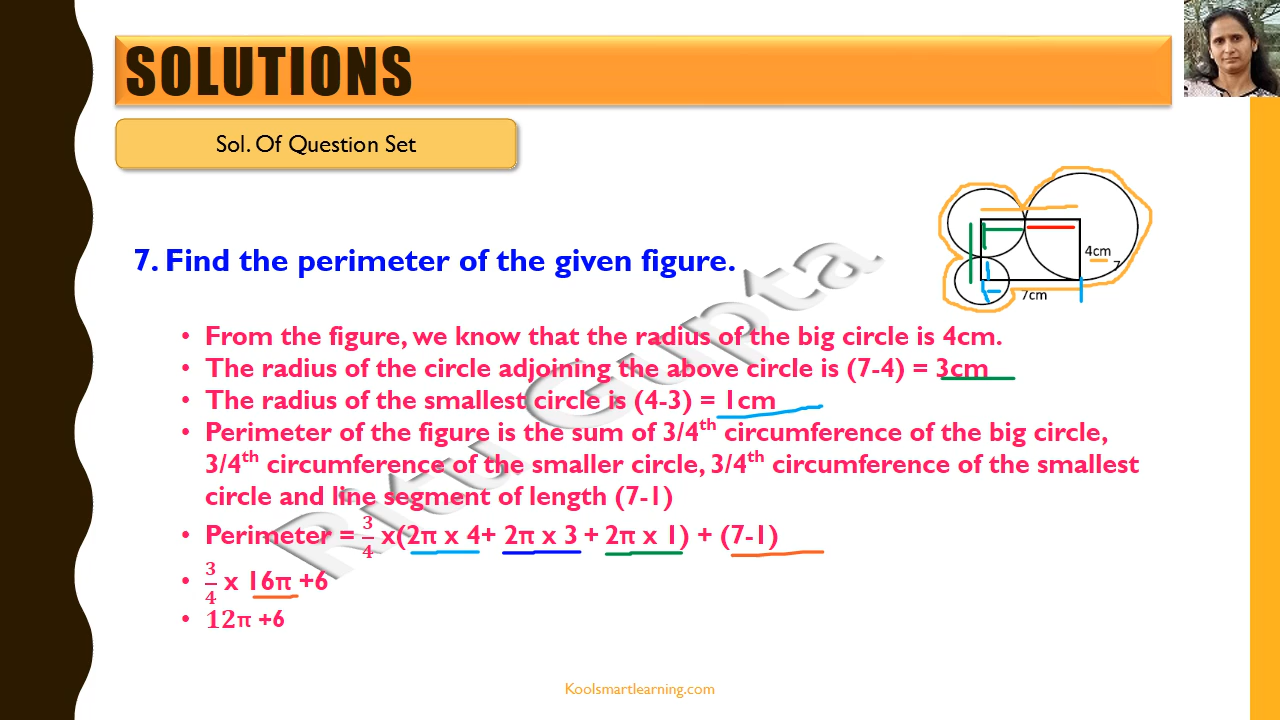 SOLUTIONS
Sol. Of Question Set
7. Find the perimeter of the given figure.
4cm
7
7cm
• From the figure, we know that the radius of the big circle is 4cm.
• The radius of the circle adjoining the above circle is (7-4) = 3cm
• The radius of the smallest circle is (4-3) = 1cm
• Perimeter of the figure is the sum of 3/4th circumference of the big circle,
3/4th circumference of the smaller circle, 3/4th circumference of the smallest
circle and line segment of length (7-1)
• Perimeter = 3/4 x(2π x 4+ 2π x 3 + 2π x 1) + (7-1)
• 3/4 x 16π +6
• 12π +6
Ritu Gupta
Koolsmartlearning.com